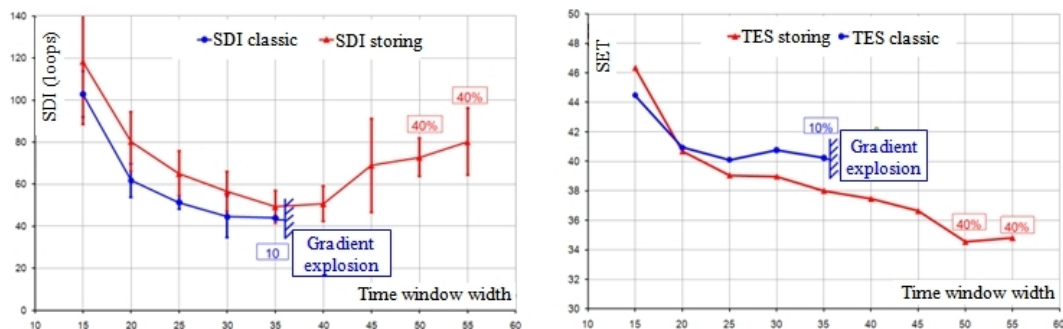 SDI (loops)
140
120
100
80
60
40
20
0
SDI classic
SDI storing
40%
40%
10
Gradient
explosion
Time window width
10 15 20 25 30 35 40 45 50 55 60
SET
50
48
46
44
42
40
38
36
34
32
30
TES storing
TES classic
10%
Gradient
explosion
40%
40%
Time window width
10 15 20 25 30 35 40 45 50 55 60